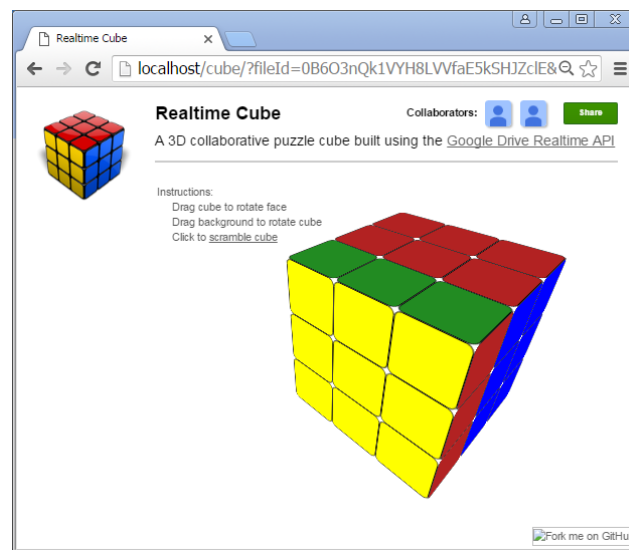 Realtime Cube
localhost/cube/?fileId=0B6O3nQk1VYH8LVVfaE5kSHJZclE&
Realtime Cube
Collaborators:
Share
A 3D collaborative puzzle cube built using the Google Drive Realtime API
Instructions:
Drag cube to rotate face
Drag background to rotate cube
Click to scramble cube
Fork me on GitHu